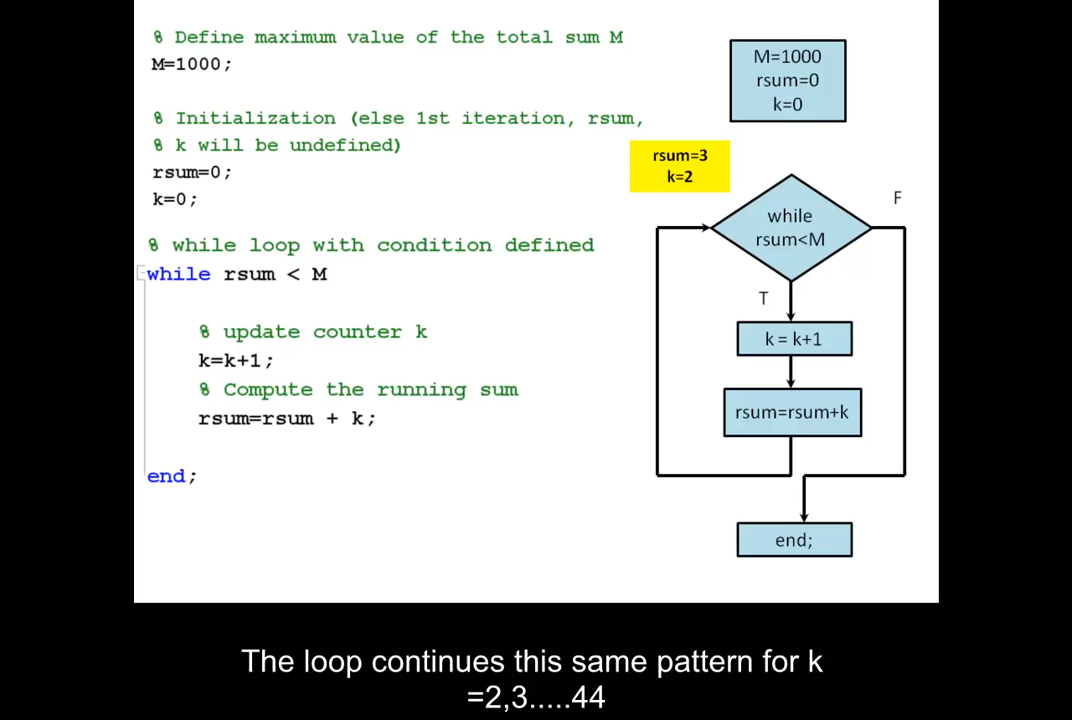 % Define maximum value of the total sum M
M=1000;
% Initialization (else 1st iteration, rsum,
% k will be undefined)
rsum=0;
k=0;
% while loop with condition defined
while rsum < M
% update counter k
k=k+1;
% Compute the running sum
rsum=rsum + k;
end;
M=1000
rsum=0
k=0
rsum=3
k=2
while
rsum<M
F
T
k = k+1
rsum=rsum+k
end;
The loop continues this same pattern for k
=2,3.....44